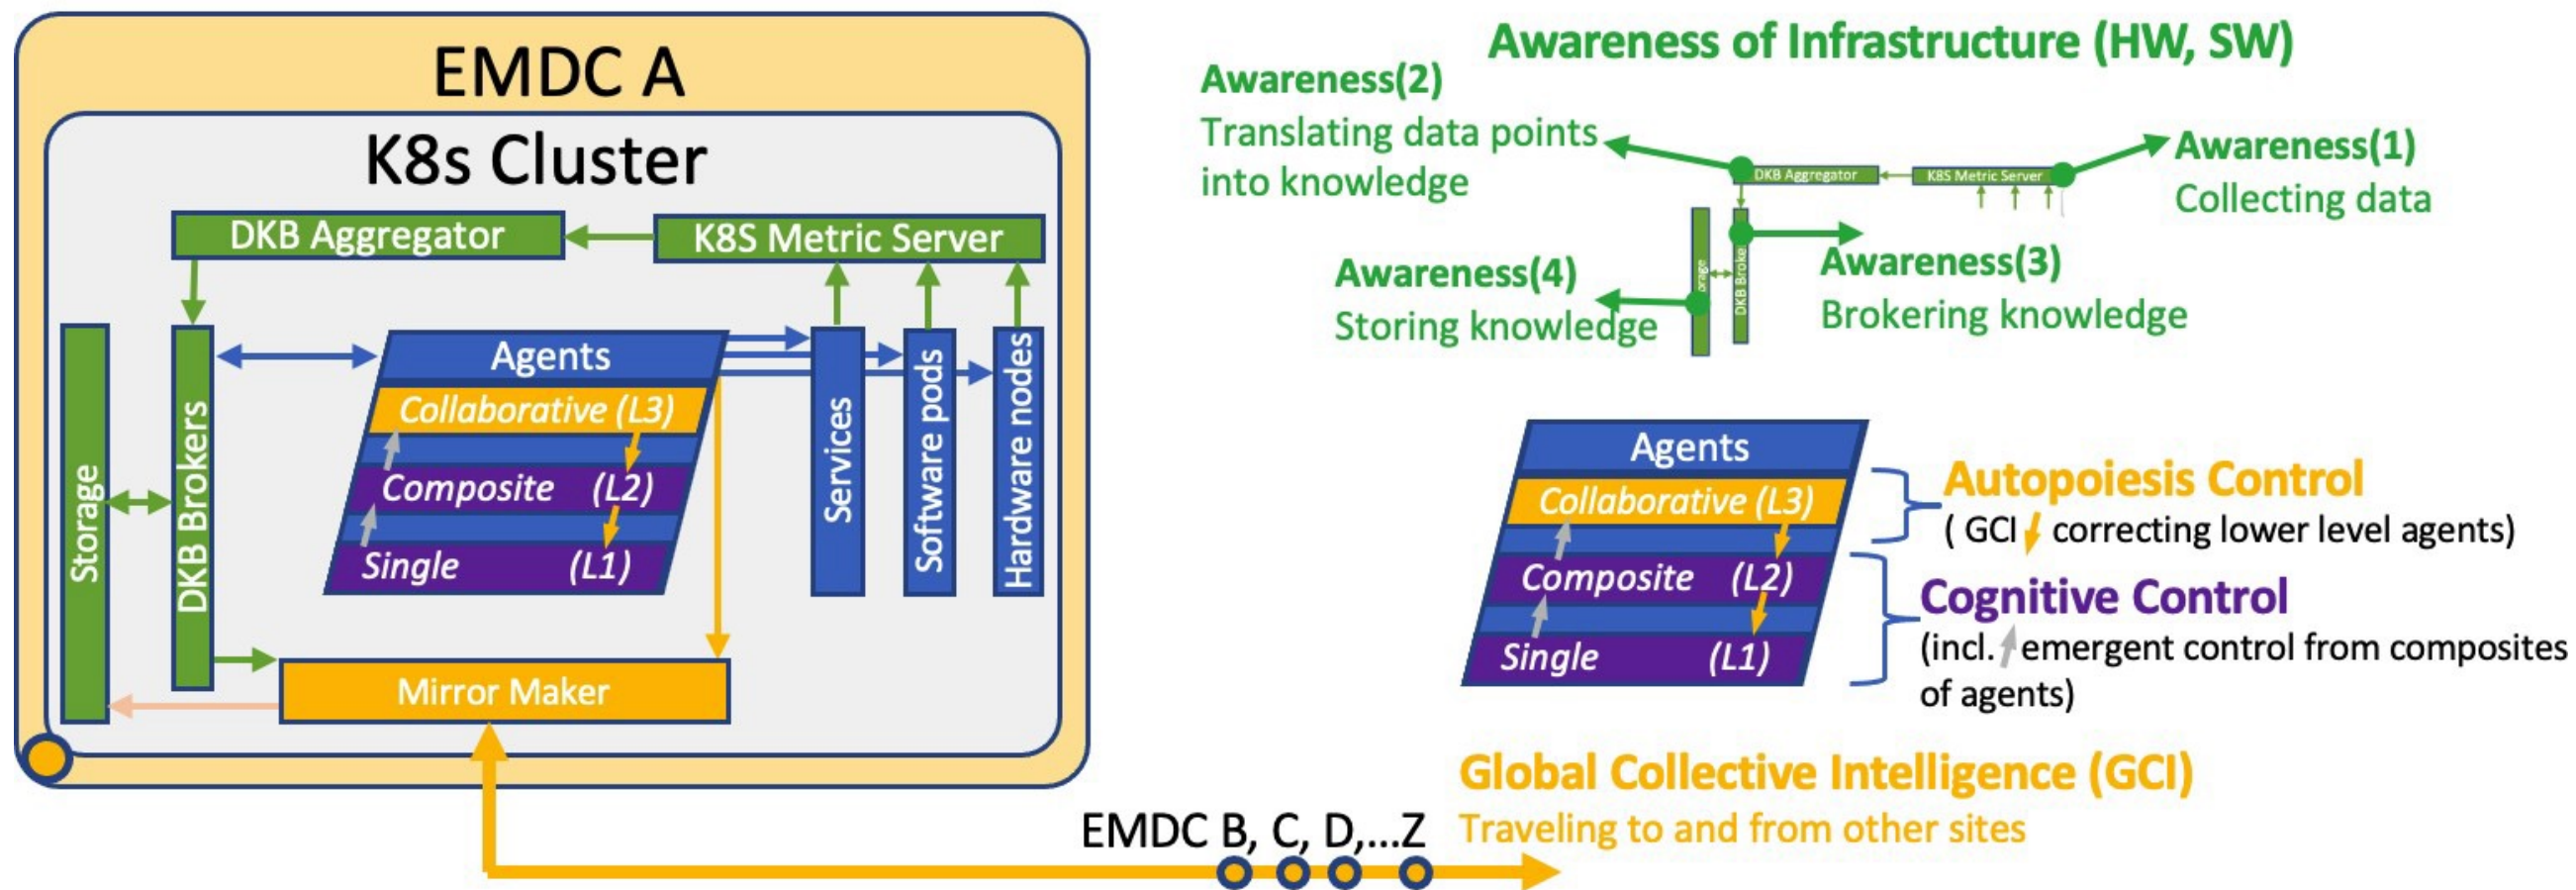 EMDC A
K8s Cluster
DKB Aggregator
K8S Metric Server
Storage
DKB Brokers
Agents
Collaborative (L3)
Composite (L2)
Single (L1)
Services
Software pods
Hardware nodes
Mirror Maker
Awareness of Infrastructure (HW, SW)
Awareness(2)
Translating data points
into knowledge
DKB Aggregator
K8S Metric Server
Awareness(1)
Collecting data
Awareness(4)
Storing knowledge
orage
DKB Broke
Awareness(3)
Brokering knowledge
Agents
Collaborative (L3)
Composite (L2)
Single (L1)
Autopoiesis Control
( GCI correcting lower level agents)
Cognitive Control
(incl. emergent control from composites
of agents)
Global Collective Intelligence (GCI)
Traveling to and from other sites
EMDC B, C, D,...Z